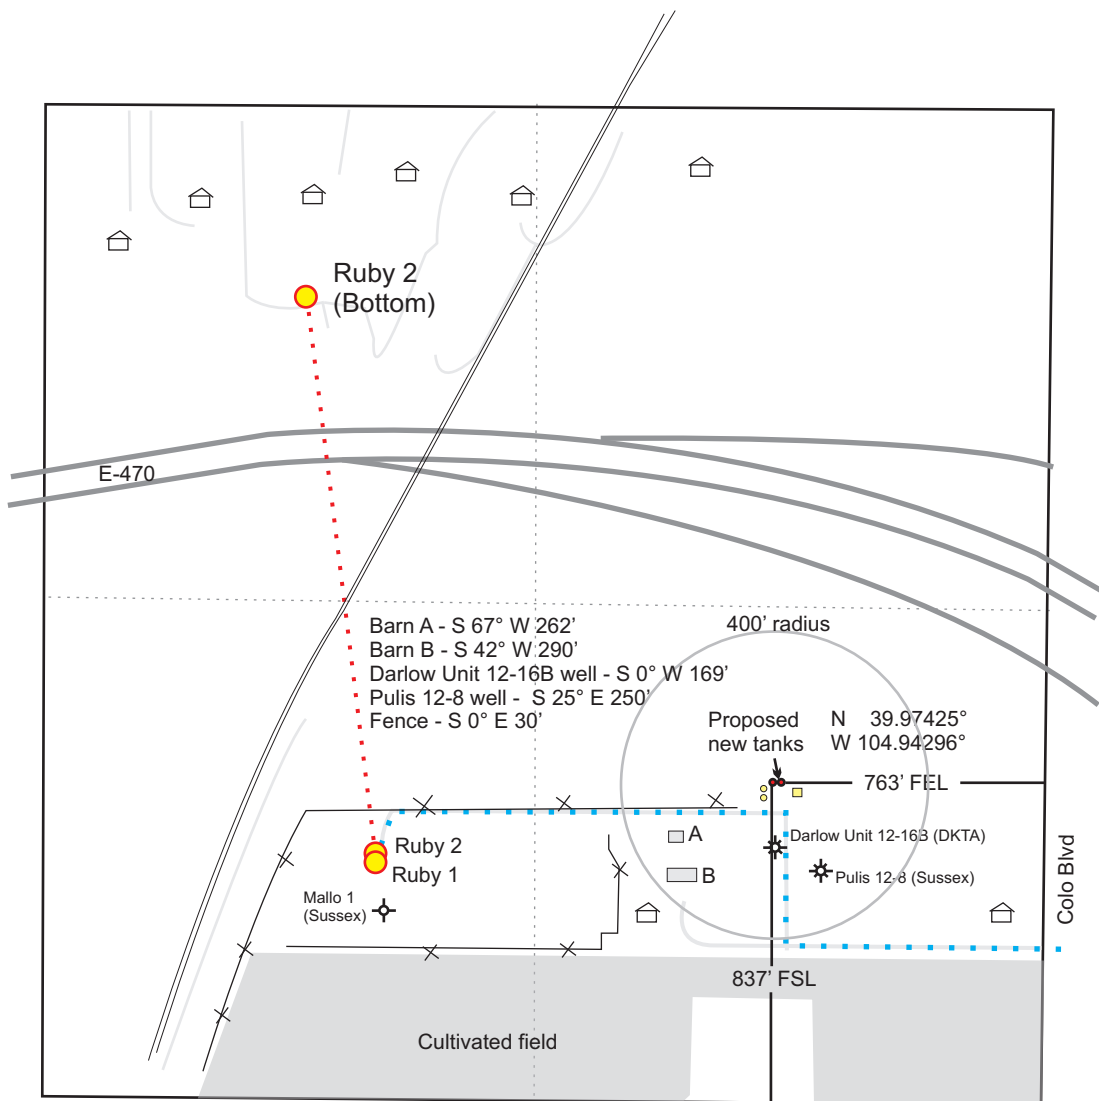 Ruby 2
(Bottom)
E-470
Barn A - S 67° W 262’
Barn B - S 42° W 290’
Darlow Unit 12-16B well - S 0° W 169’
Pulis 12-8 well -  S 25° E 250’
Fence - S 0° E 30’
400’ radius
Proposed
new tanks
N 39.97425°
W 104.94296°
763’ FEL
Ruby 2
Ruby 1
A
B
Darlow Unit 12-16B (DKTA)
Pulis 12-8 (Sussex)
Mallo 1
(Sussex)
Colo Blvd
837’ FSL
Cultivated field